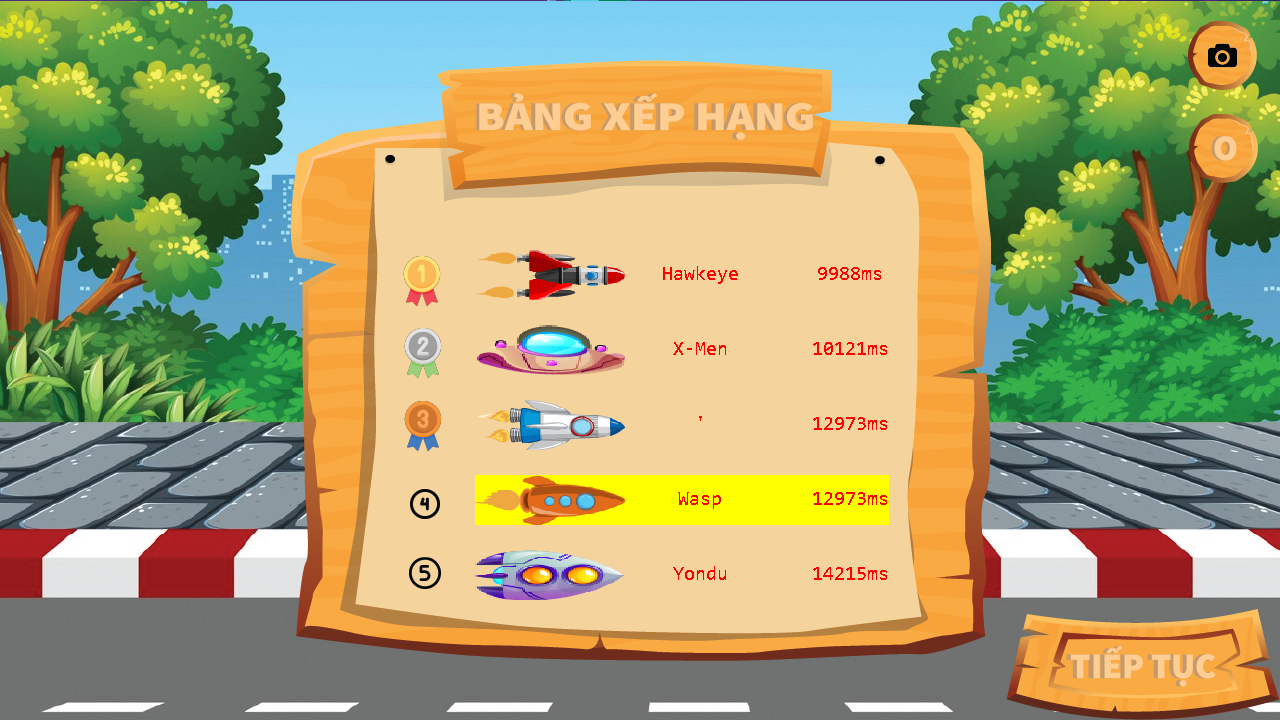 BẢNG XẾP HẠNG
O
1 Hawkeye 9988ms
2 X-Men 10121ms
3 ' 12973ms
4 Wasp 12973ms
5 Yondu 14215ms
TIẾP TỤC